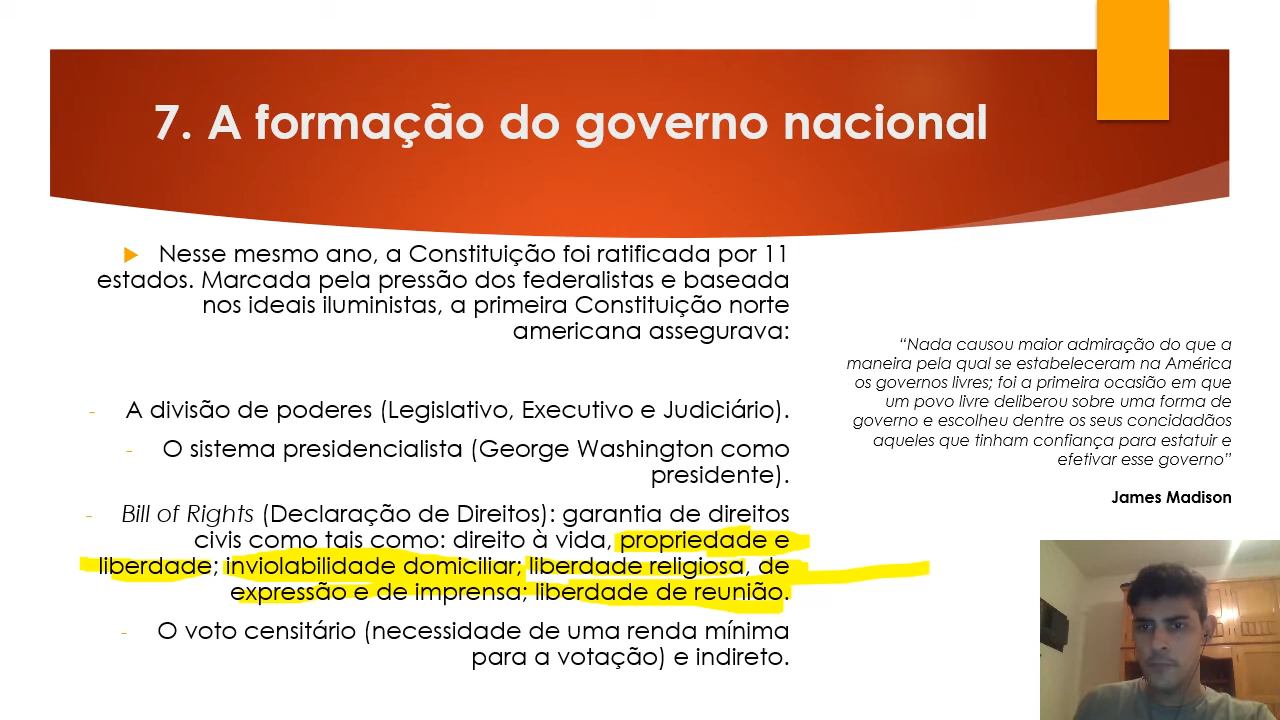 7. A formação do governo nacional
Nesse mesmo ano, a Constituição foi ratificada por 11
estados. Marcada pela pressão dos federalistas e baseada
nos ideais iluministas, a primeira Constituição norte
americana assegurava:
- A divisão de poderes (Legislativo, Executivo e Judiciário).
- O sistema presidencialista (George Washington como
presidente).
- Bill of Rights (Declaração de Direitos): garantia de direitos
civis como tais como: direito à vida, propriedade e
liberdade; inviolabilidade domiciliar; liberdade religiosa, de
expressão e de imprensa; liberdade de reunião.
- O voto censitário (necessidade de uma renda mínima
para a votação) e indireto.
“Nada causou maior admiração do que a
maneira pela qual se estabeleceram na América
os governos livres; foi a primeira ocasião em que
um povo livre deliberou sobre uma forma de
governo e escolheu dentre os seus concidadãos
aqueles que tinham confiança para estatuir e
efetivar esse governo”
James Madison